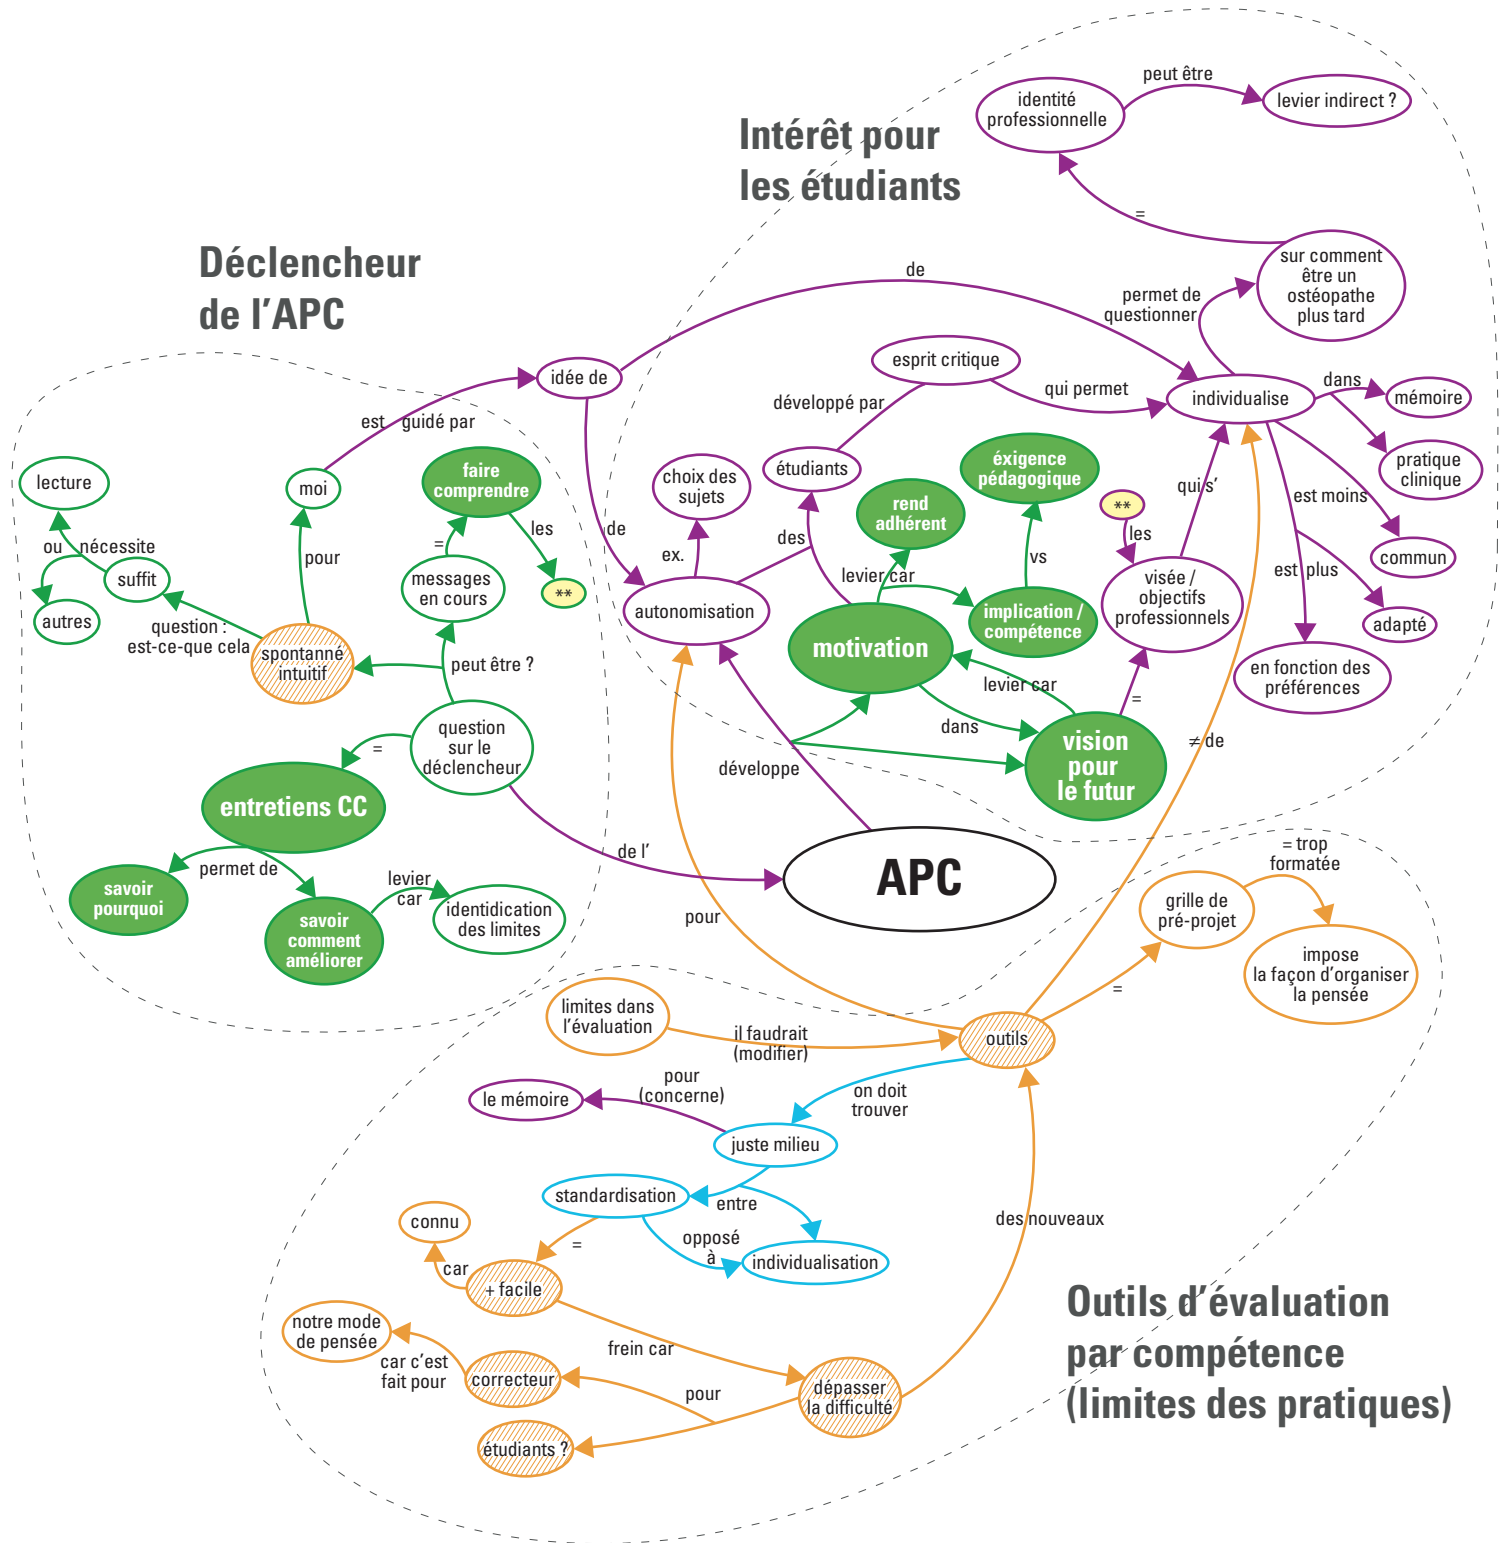 Intérêt pour
les étudiants
identité
professionnelle
peut être
levier indirect ?
=
sur comment
être un
ostéopathe
plus tard
permet de
questionner
de
Déclencheur
de l'APC
idée de
est guidé par
esprit critique
développé par
qui permet
individualise
dans
mémoire
pratique
clinique
est moins
commun
est plus
adapté
en fonction des
préférences
qui s'
**
les
visée /
objectifs
professionnels
=
éxigence
pédagogique
vs
implication /
compétence
rend
adhérent
levier car
étudiants
des
choix des
sujets
ex.
de
autonomisation
motivation
levier car
dans
vision
pour
le futur
≠ de
développe
APC
de l'
lecture
ou
nécessite
suffit
autres
question :
est-ce-que cela
moi
pour
spontanné
intuitif
faire
comprendre
=
les
**
messages
en cours
peut être ?
question
sur le
déclencheur
=
entretiens CC
permet de
savoir
pourquoi
savoir
comment
améliorer
levier
car
identidication
des limites
pour
= trop
formatée
grille de
pré-projet
impose
la façon d'organiser
la pensée
=
limites dans
l'évaluation
il faudrait
(modifier)
outils
on doit
trouver
pour
(concerne)
le mémoire
juste milieu
standardisation
entre
opposé
à
individualisation
=
connu
car
+ facile
des nouveaux
notre mode
de pensée
car c'est
fait pour
correcteur
frein car
pour
dépasser
la difficulté
étudiants ?
Outils d'évaluation
par compétence
(limites des pratiques)